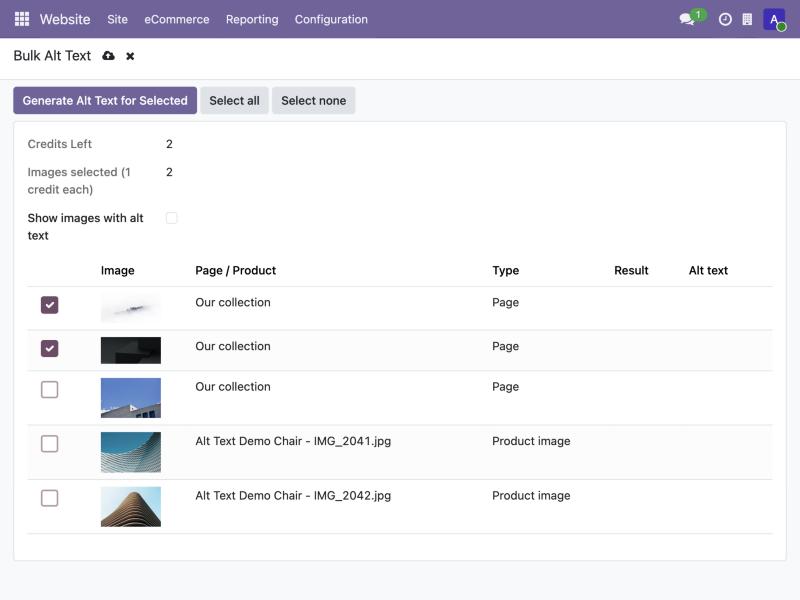 Website Site eCommerce Reporting Configuration 1 A
Bulk Alt Text
Generate Alt Text for Selected Select all Select none
Credits Left 2
Images selected (1 2
credit each)
Show images with alt
text
Image Page / Product Type Result Alt text
Our collection Page
Our collection Page
Our collection Page
Alt Text Demo Chair - IMG_2041.jpg Product image
Alt Text Demo Chair - IMG_2042.jpg Product image